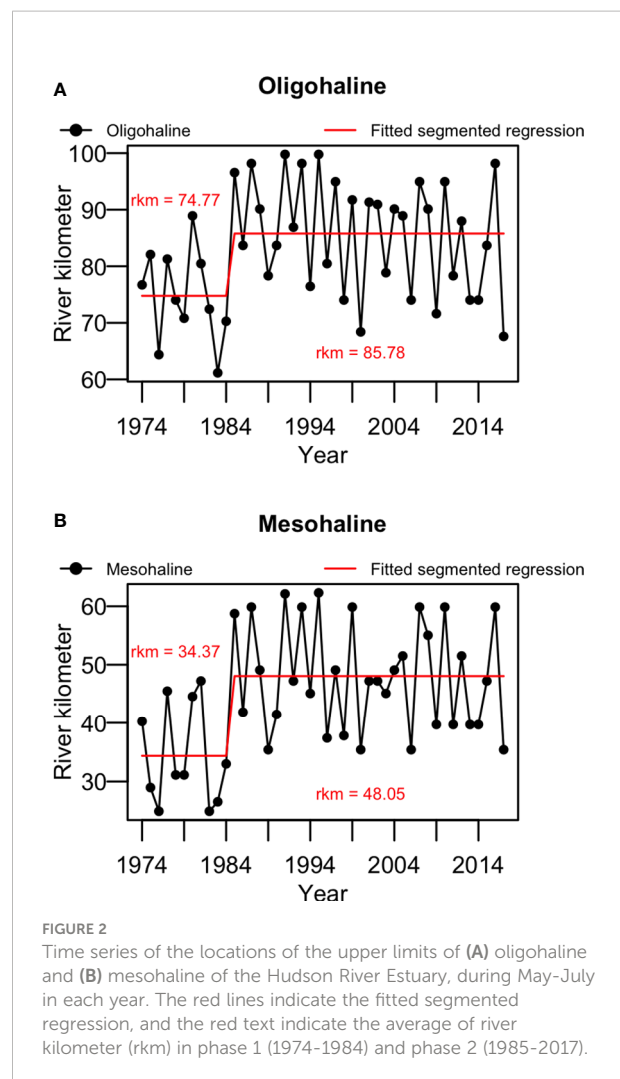 A
Oligohaline
Oligohaline Fitted segmented regression
100
90
80
70
60
River kilometer
rkm = 74.77
rkm = 85.78
1974 1984 1994 2004 2014
Year
B
Mesohaline
Mesohaline Fitted segmented regression
60
50
40
30
River kilometer
rkm = 34.37
rkm = 48.05
1974 1984 1994 2004 2014
Year
FIGURE 2
Time series of the locations of the upper limits of (A) oligohaline
and (B) mesohaline of the Hudson River Estuary, during May-July
in each year. The red lines indicate the fitted segmented
regression, and the red text indicate the average of river
kilometer (rkm) in phase 1 (1974-1984) and phase 2 (1985-2017).